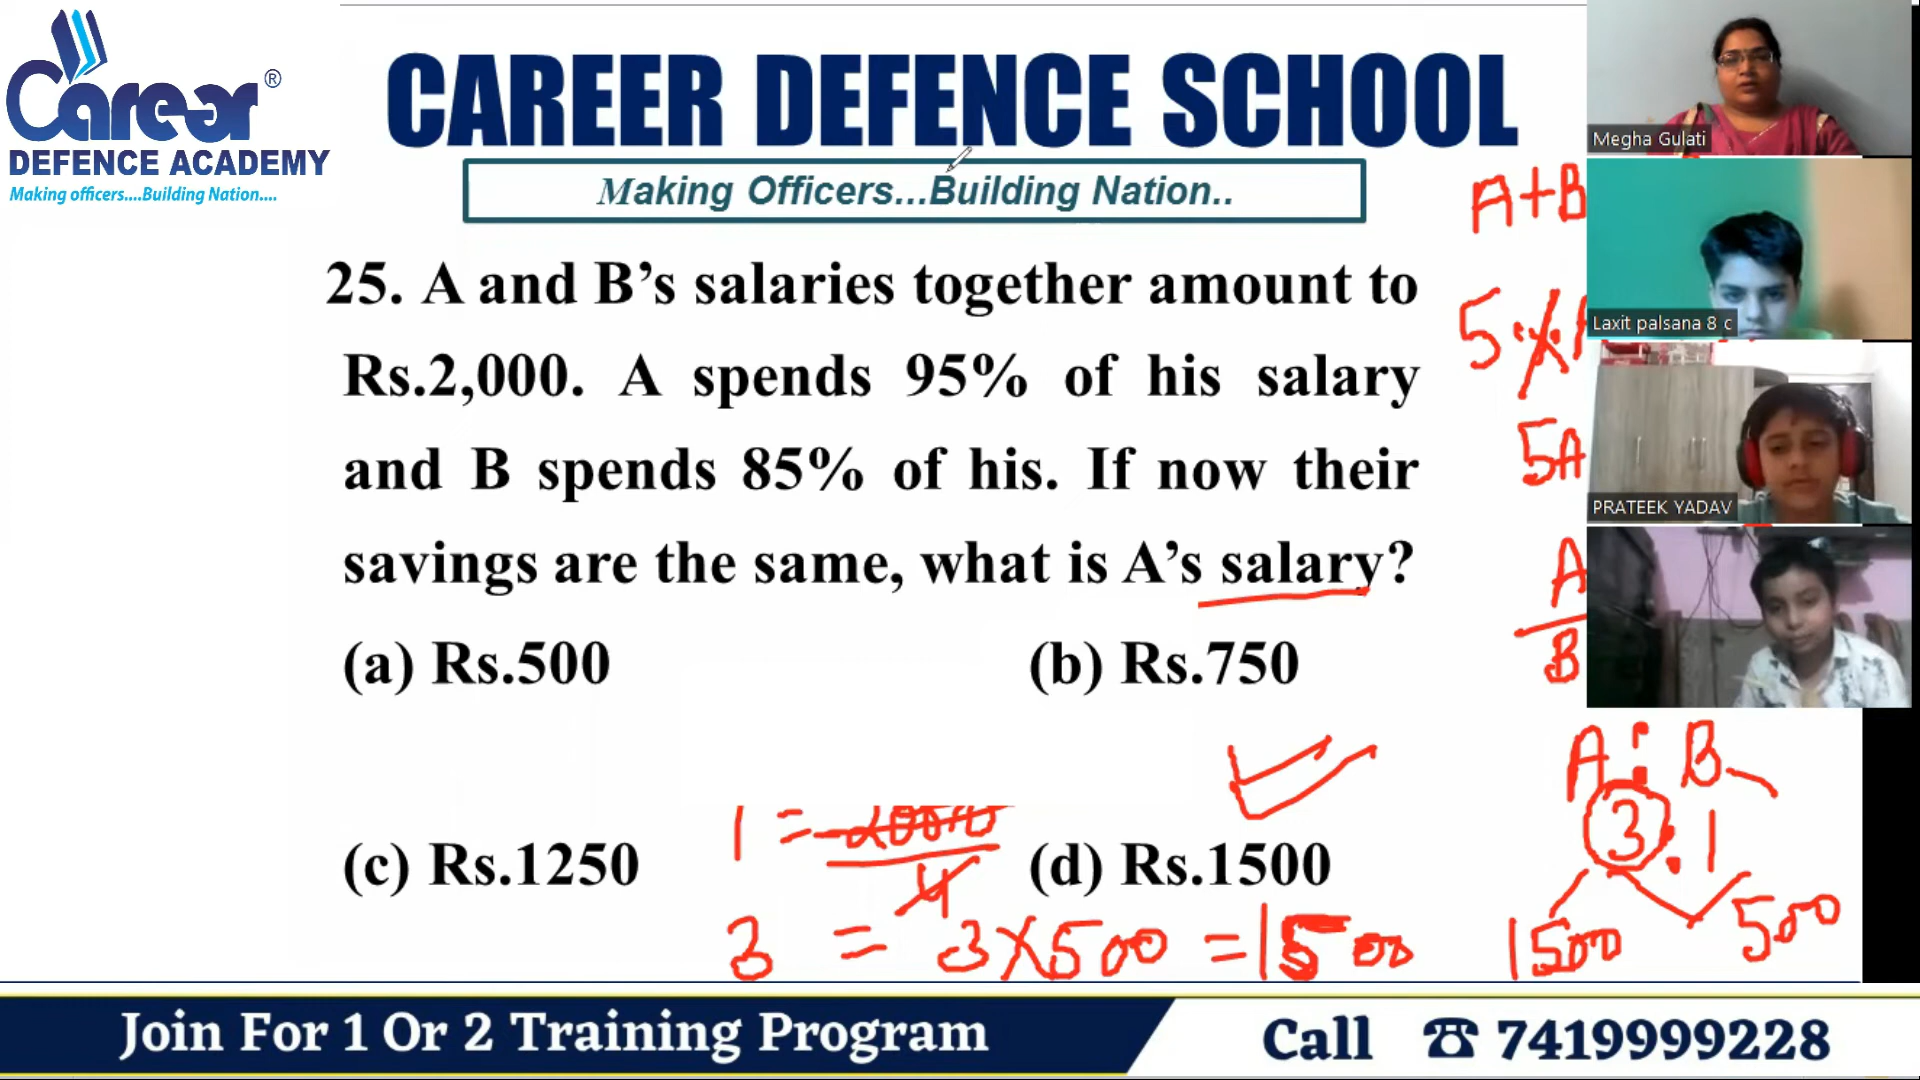 Career®
DEFENCE ACADEMY
Making officers....Building Nation....
CAREER DEFENCE SCHOOL
Making Officers...Building Nation..
25. A and B’s salaries together amount to
Rs.2,000. A spends 95% of his salary
and B spends 85% of his. If now their
savings are the same, what is A’s salary?
(a) Rs.500
(b) Rs.750
(c) Rs.1250
(d) Rs.1500
1 = 2000/4
3 = 3×500 = 1500
A+B
5%A
5A
A
B
A : B
3 : 1
1500
500
Megha Gulati
Laxit palsana 8 c
PRATEEK YADAV
Join For 1 Or 2 Training Program
Call ☎ 7419999228